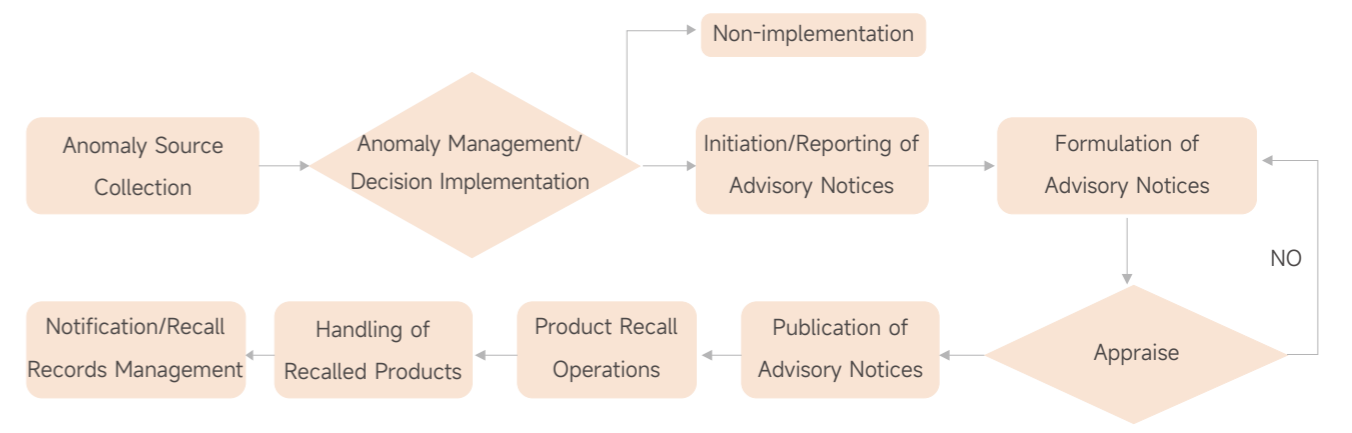 Non-implementation
Anomaly Source
Collection
Anomaly Management/
Decision Implementation
Initiation/Reporting of
Advisory Notices
Formulation of
Advisory Notices
NO
Appraise
Publication of
Advisory Notices
Product Recall
Operations
Handling of
Recalled Products
Notification/Recall
Records Management